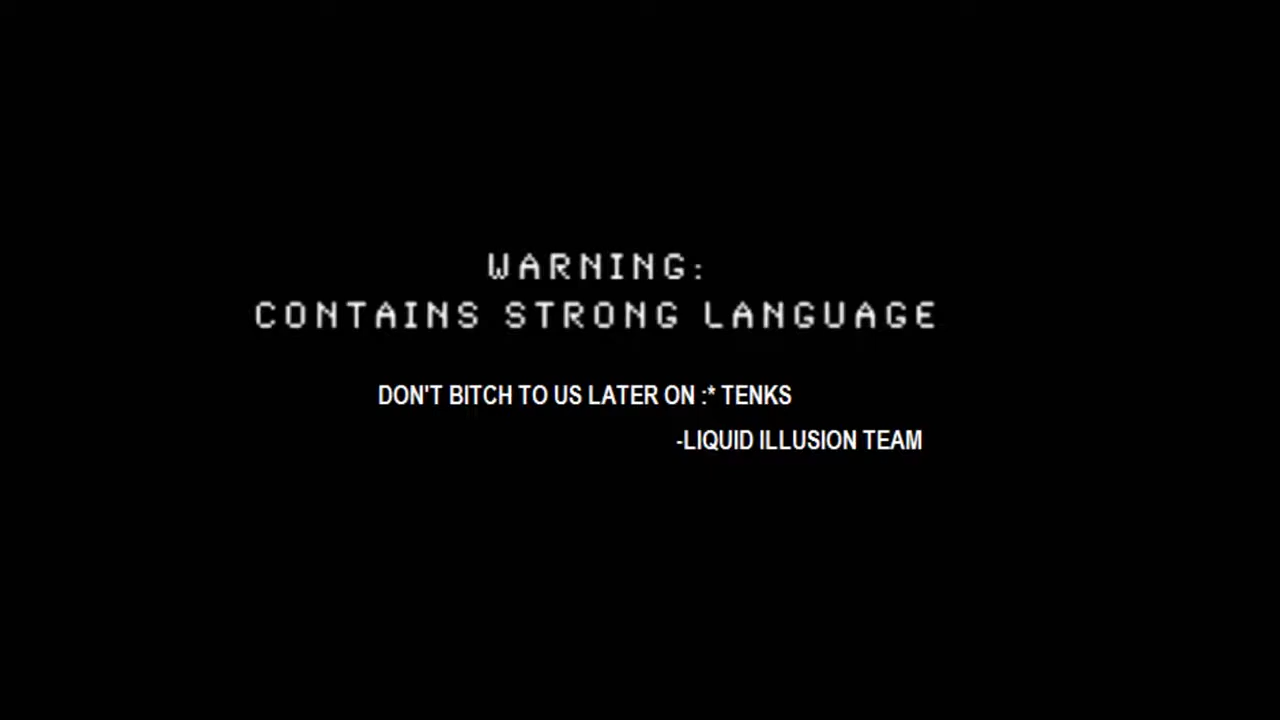 WARNING:
CONTAINS STRONG LANGUAGE
DON'T BITCH TO US LATER ON :* TENKS
-LIQUID ILLUSION TEAM